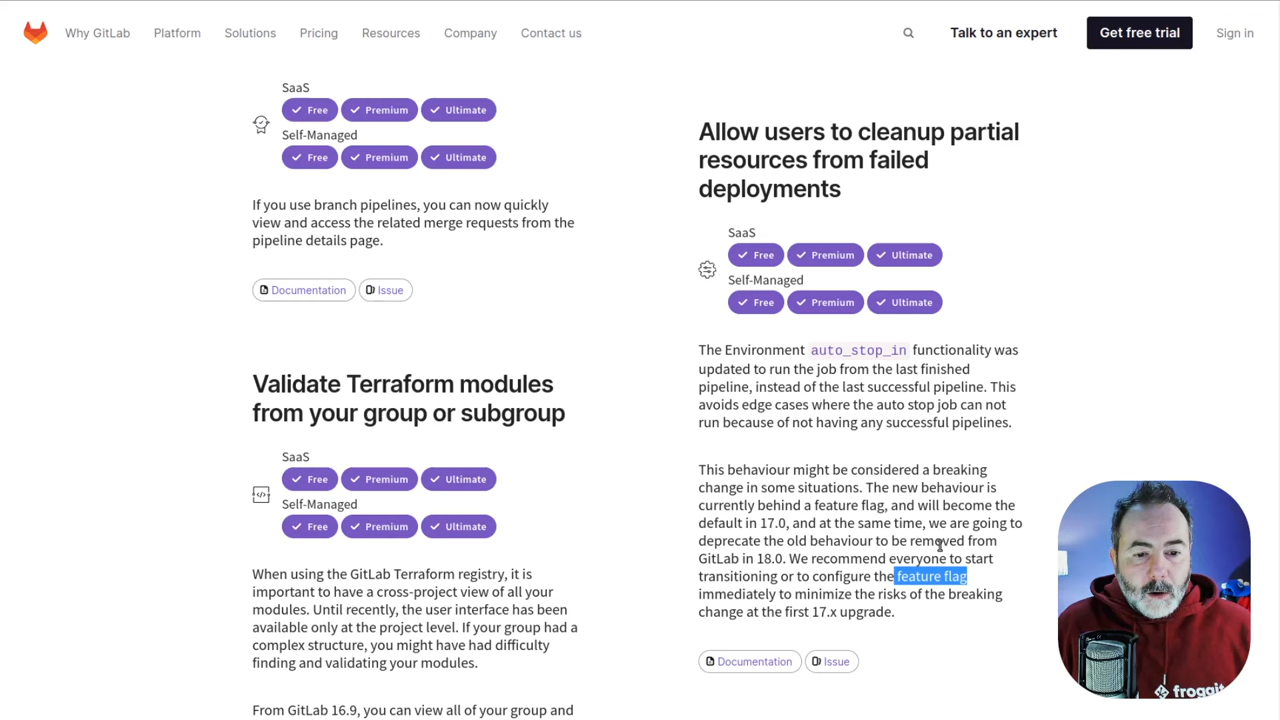 Why GitLab Platform Solutions Pricing Resources Company Contact us Talk to an expert Get free trial Sign in
SaaS
Free Premium Ultimate
Self-Managed
Free Premium Ultimate
If you use branch pipelines, you can now quickly
view and access the related merge requests from the
pipeline details page.
Documentation Issue
Validate Terraform modules
from your group or subgroup
SaaS
Free Premium Ultimate
Self-Managed
Free Premium Ultimate
When using the GitLab Terraform registry, it is
important to have a cross-project view of all your
modules. Until recently, the user interface has been
available only at the project level. If your group had a
complex structure, you might have had difficulty
finding and validating your modules.
From GitLab 16.9, you can view all of your group and
Allow users to cleanup partial
resources from failed
deployments
SaaS
Free Premium Ultimate
Self-Managed
Free Premium Ultimate
The Environment auto_stop_in functionality was
updated to run the job from the last finished
pipeline, instead of the last successful pipeline. This
avoids edge cases where the auto stop job can not
run because of not having any successful pipelines.
This behaviour might be considered a breaking
change in some situations. The new behaviour is
currently behind a feature flag, and will become the
default in 17.0, and at the same time, we are going to
deprecate the old behaviour to be removed from
GitLab in 18.0. We recommend everyone to start
transitioning or to configure the feature flag
immediately to minimize the risks of the breaking
change at the first 17.x upgrade.
Documentation Issue
froggit